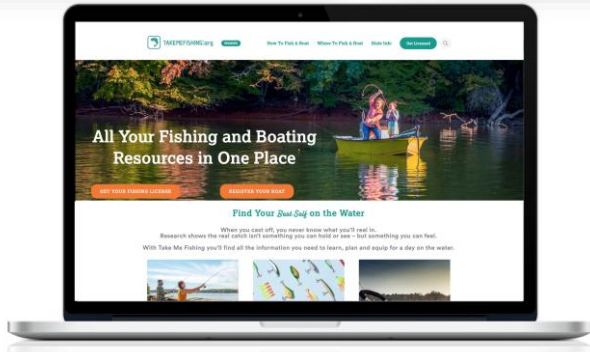 TAKEMEFISHING.org
How To Fish & Boat
Where To Fish & Boat
State Info
Get Licensed
All Your Fishing and Boating
Resources in One Place
GET YOUR FISHING LICENSE
REGISTER YOUR BOAT
Find Your Best Self on the Water
When you cast off, you never know what you'll reel in.
Research shows the real catch isn't something you can hold or see – but something you can feel.
With Take Me Fishing you'll find all the information you need to learn, plan and equip for a day on the water.